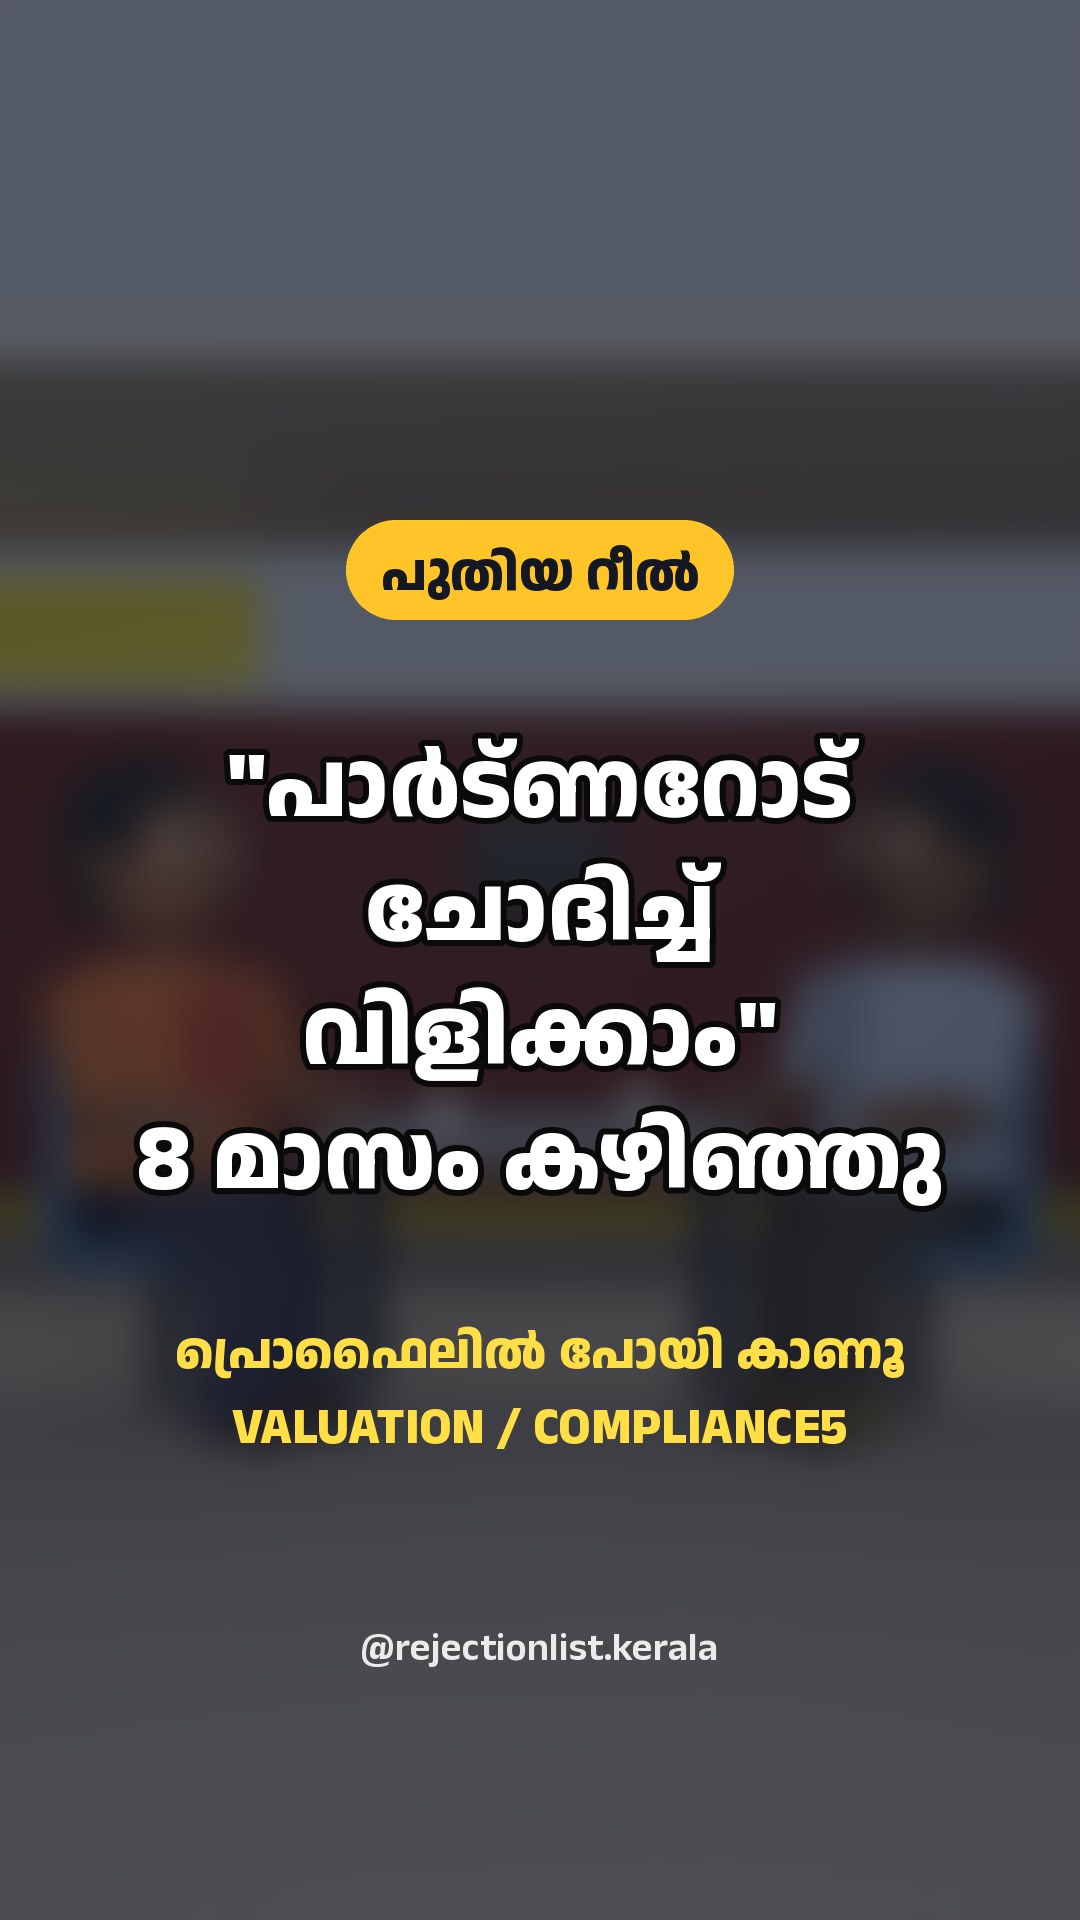 പുതിയ റീൽ
"പാർട്ണറോട്
ചോദിച്ച്
വിളിക്കാം"
8 മാസം കഴിഞ്ഞു
പ്രൊഫൈലിൽ പോയി കാണൂ
VALUATION / COMPLIANCE5
@rejectionlist.kerala